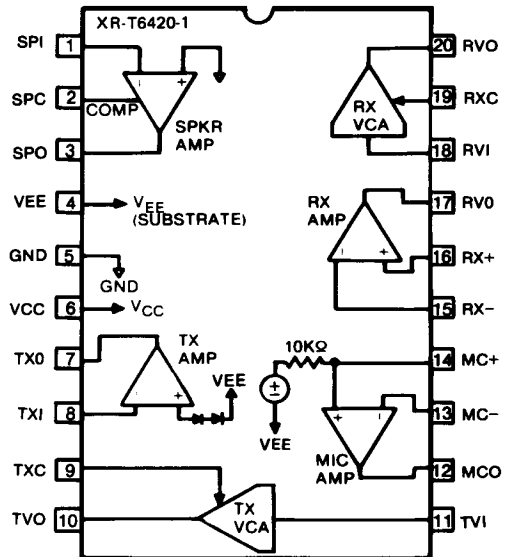 XR-T6420-1
SPI 1
SPC 2
COMP
SPKR
AMP
SPO 3
VEE 4
VEE
(SUBSTRATE)
GND 5
GND
VCC 6
VCC
TX0 7
TX
AMP
VEE
TXI 8
TXC 9
TVO 10
TX
VCA
20 RVO
19 RXC
RX
VCA
18 RVI
17 RV0
RX
AMP
16 RX+
15 RX-
10KΩ
14 MC+
VEE
13 MC-
MIC
AMP
12 MCO
11 TVI